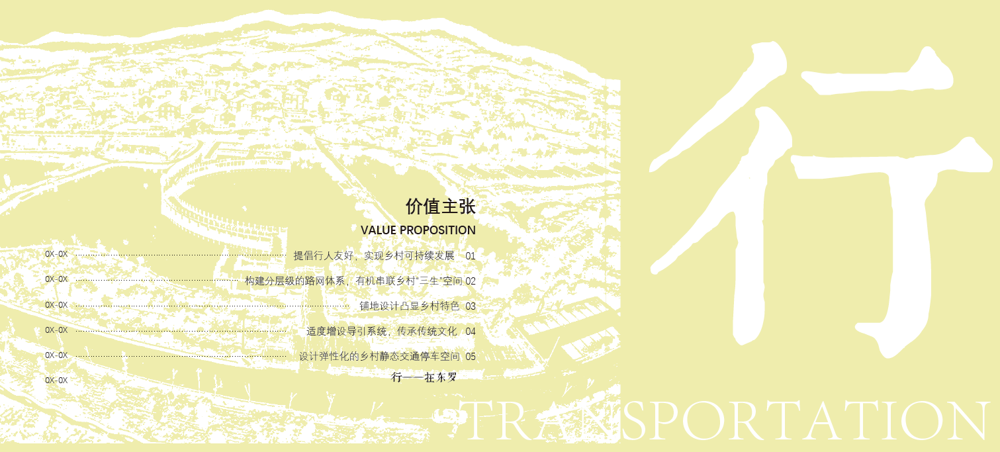 价值主张
VALUE PROPOSITION
0X-0X 提倡行人友好，实现乡村可持续发展 01
0X-0X 构建分层级的路网体系，有机串联乡村“三生”空间 02
0X-0X 铺地设计凸显乡村特色 03
0X-0X 适度增设导引系统，传承传统文化 04
0X-0X 设计弹性化的乡村静态交通停车空间 05
0X-0X 行——在东罗
行
TRANSPORTATION